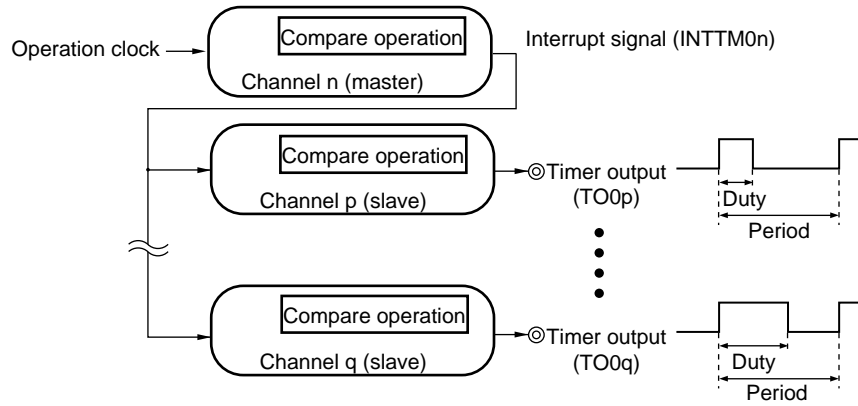 Compare operation
Operation clock
Interrupt signal (INTTM0n)
Channel n (master)
Compare operation
Timer output
(TO0p)
Channel p (slave)
Duty
Period
Compare operation
Timer output
(TO0q)
Channel q (slave)
Duty
Period